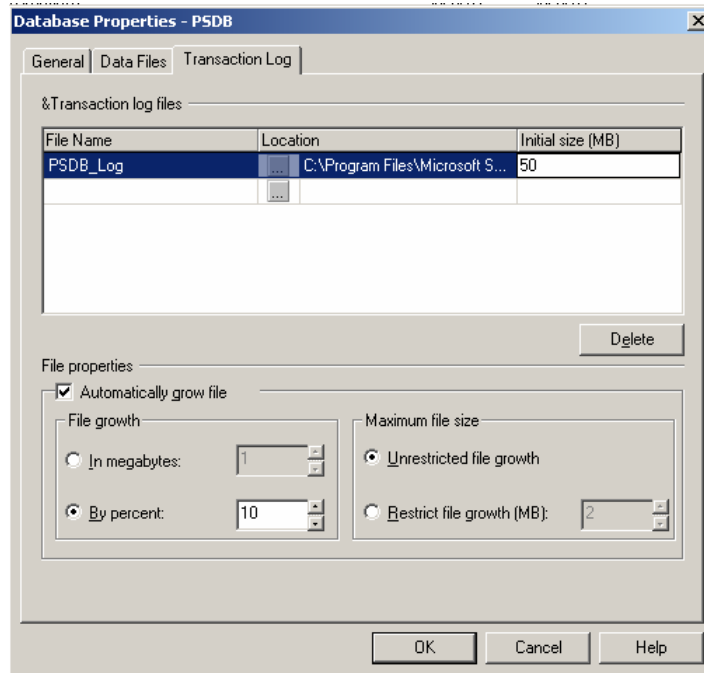 Database Properties - PSDB
General Data Files Transaction Log
&Transaction log files
File Name Location Initial size (MB)
PSDB_Log ... C:\Program Files\Microsoft S... 50
...
Delete
File properties
Automatically grow file
File growth Maximum file size
In megabytes: 1 Unrestricted file growth
By percent: 10 Restrict file growth (MB): 2
OK Cancel Help